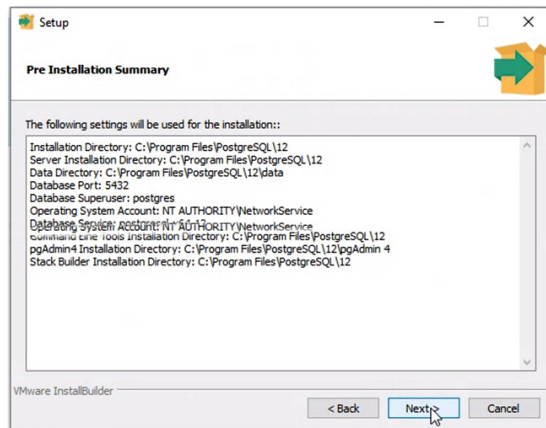 Setup
Pre Installation Summary
The following settings will be used for the installation::
Installation Directory: C:\Program Files\PostgreSQL\12
Server Installation Directory: C:\Program Files\PostgreSQL\12
Data Directory: C:\Program Files\PostgreSQL\12\data
Database Port: 5432
Database Superuser: postgres
Operating System Account: NT AUTHORITY\NetworkService
Database Service:
Operating System Account: NT AUTHORITY\NetworkService
Command Line Tools Installation Directory: C:\Program Files\PostgreSQL\12
pgAdmin4 Installation Directory: C:\Program Files\PostgreSQL\12\pgAdmin 4
Stack Builder Installation Directory: C:\Program Files\PostgreSQL\12
VMware InstallBuilder
< Back Next > Cancel